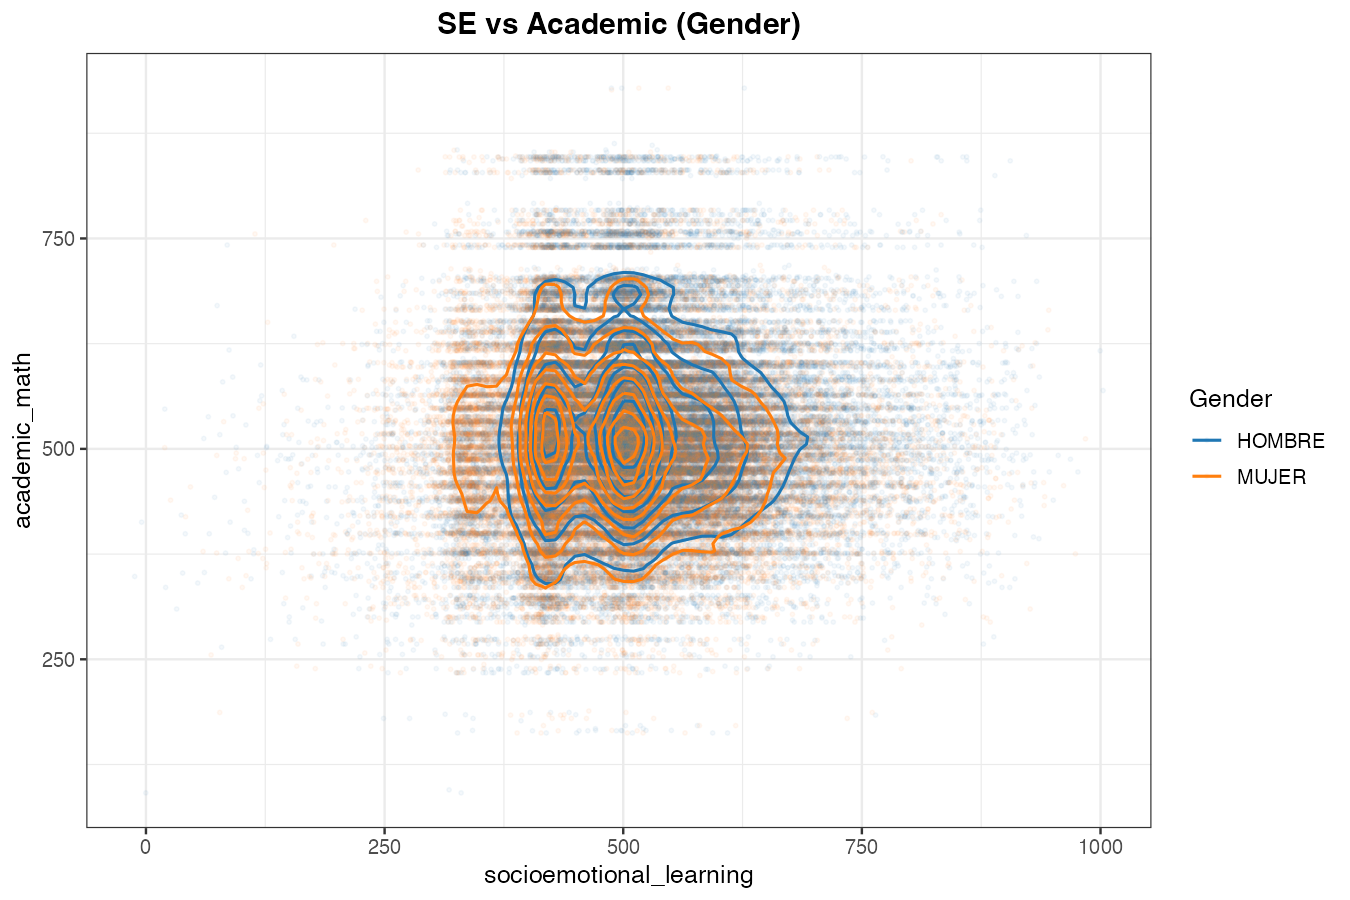 SE vs Academic (Gender)
academic_math
750
500
250
0
250
500
750
1000
socioemotional_learning
Gender
HOMBRE
MUJER